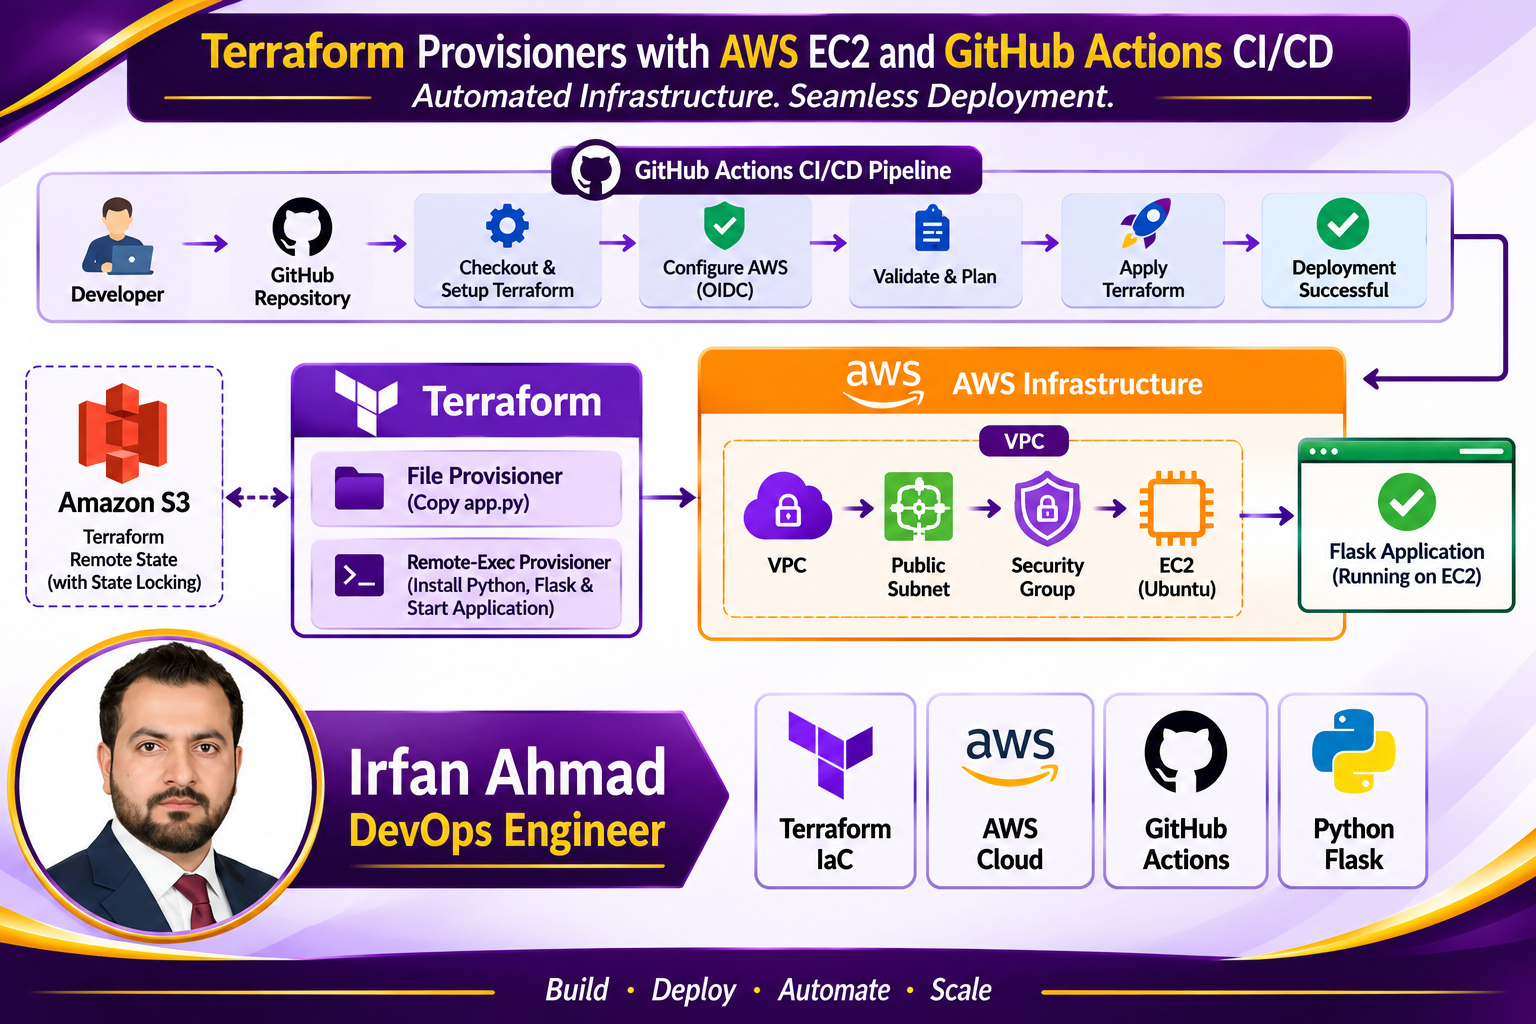 Terraform Provisioners with AWS EC2 and GitHub Actions CI/CD
Automated Infrastructure. Seamless Deployment.
GitHub Actions CI/CD Pipeline
Developer
GitHub
Repository
Checkout &
Setup Terraform
Configure AWS
(OIDC)
Validate & Plan
Apply
Terraform
Deployment
Successful
Amazon S3
Terraform
Remote State
(with State Locking)
Terraform
File Provisioner
(Copy app.py)
>_
Remote-Exec Provisioner
(Install Python, Flask &
Start Application)
aws
AWS Infrastructure
VPC
VPC
Public
Subnet
Security
Group
EC2
(Ubuntu)
Flask Application
(Running on EC2)
Irfan Ahmad
DevOps Engineer
Terraform
IaC
aws
AWS
Cloud
GitHub
Actions
Python
Flask
Build • Deploy • Automate • Scale